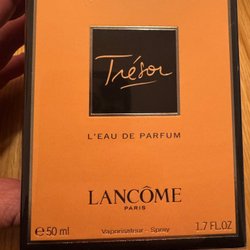 Trésor
L'EAU DE PARFUM
LANCÔME
PARIS
℮ 50 ml
Vaporisateur - Spray
1.7 FL.OZ